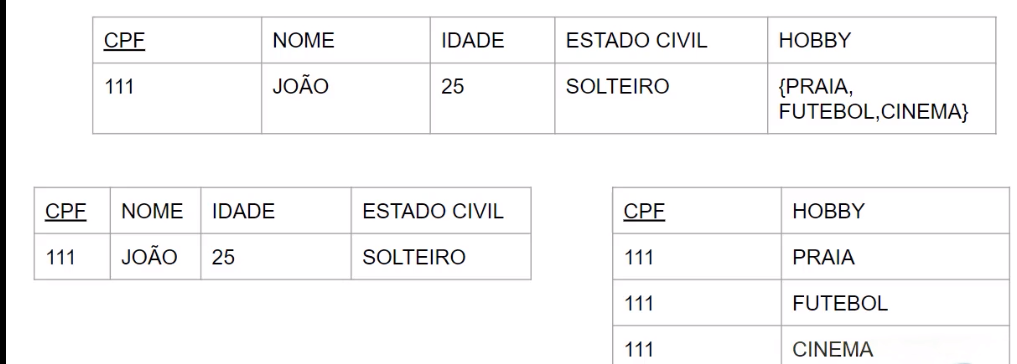 CPF NOME IDADE ESTADO CIVIL HOBBY
111 JOÃO 25 SOLTEIRO {PRAIA,
FUTEBOL,CINEMA}
CPF NOME IDADE ESTADO CIVIL
111 JOÃO 25 SOLTEIRO
CPF HOBBY
111 PRAIA
111 FUTEBOL
111 CINEMA